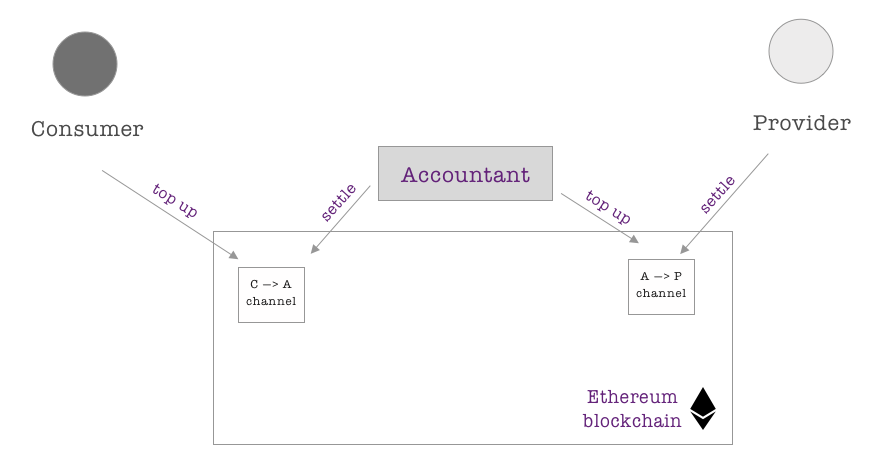 Consumer
Provider
Accountant
top up
settle
top up
settle
C —> A
channel
A —> P
channel
Ethereum
blockchain